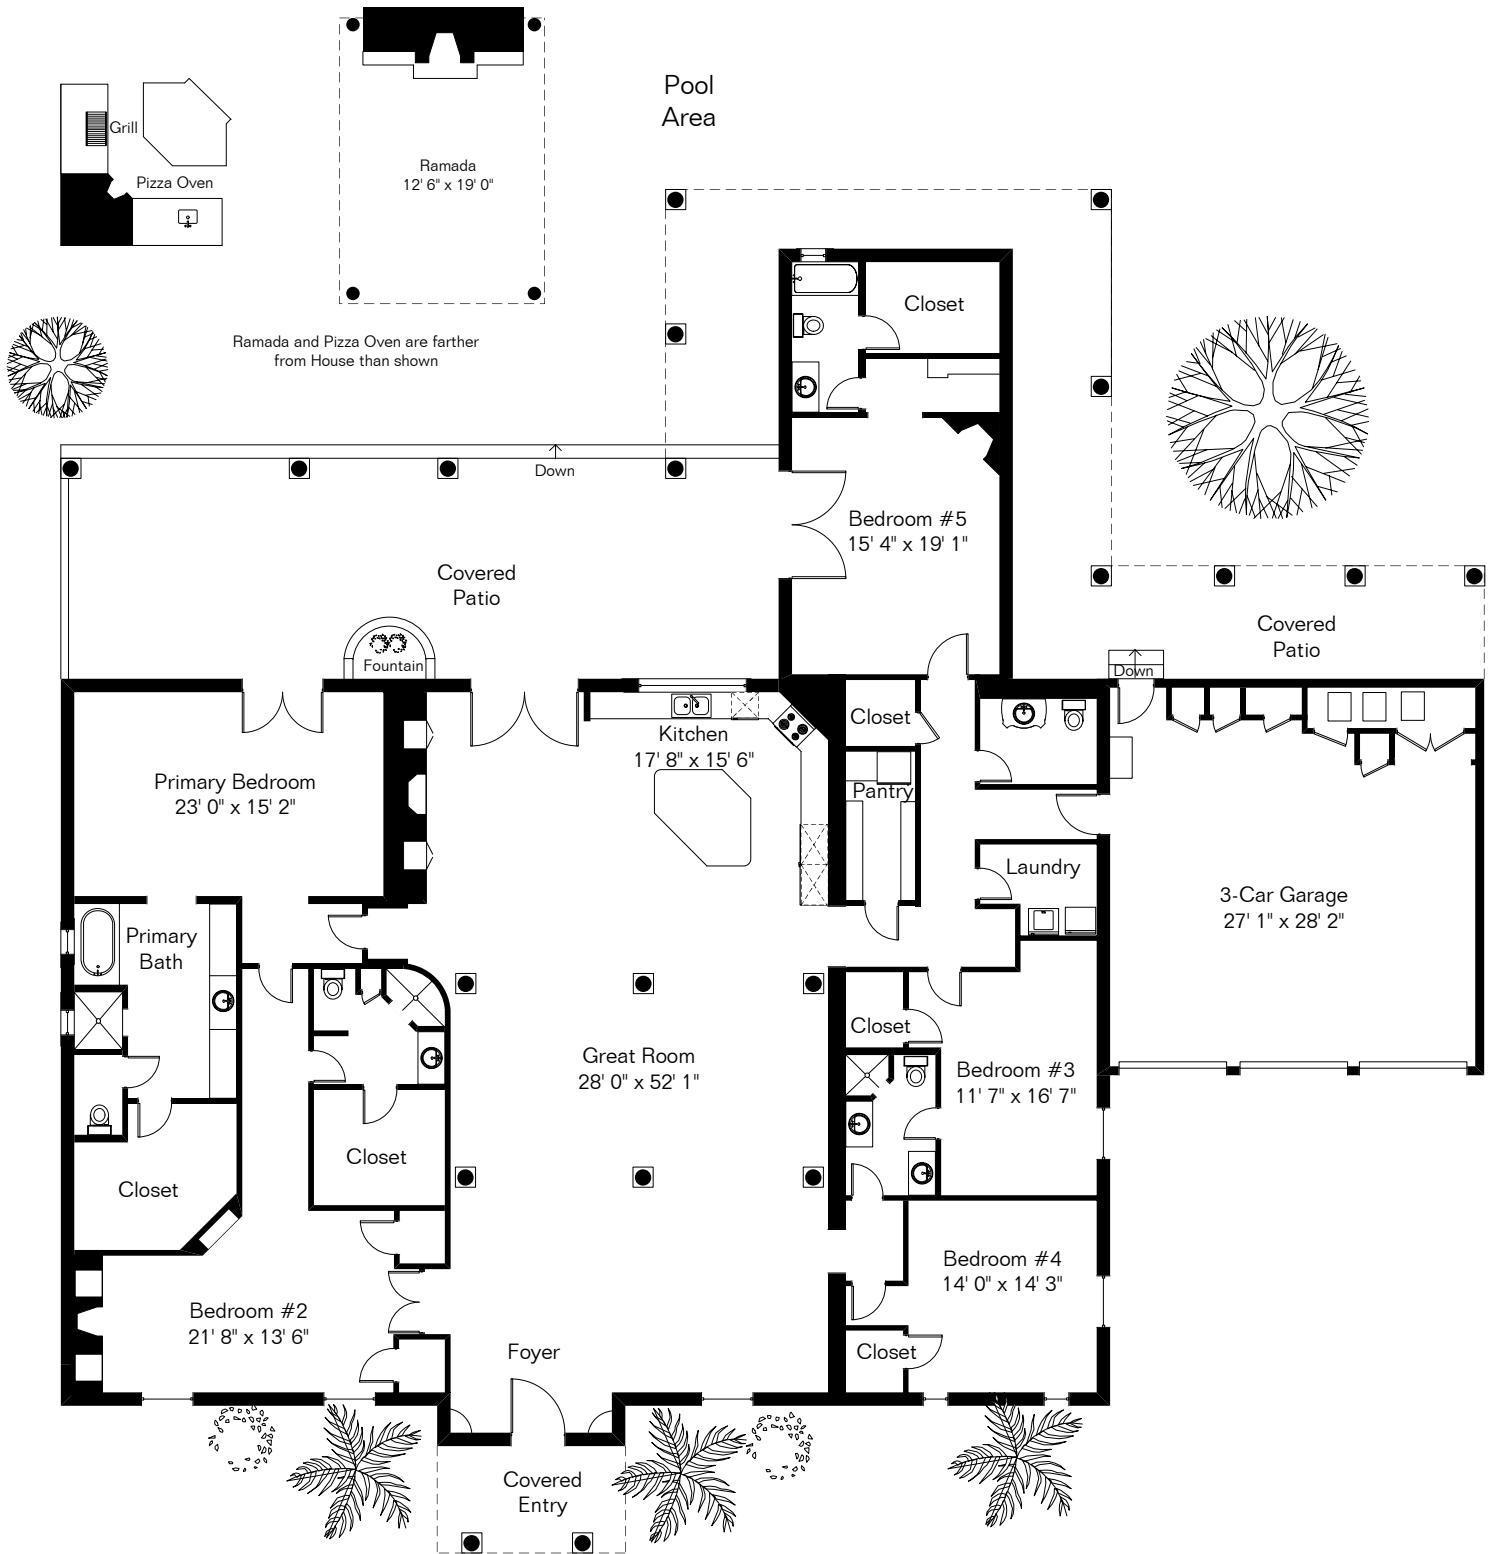 Pool
Area
Grill
Pizza Oven
Ramada
12' 6" x 19' 0"
Ramada and Pizza Oven are farther
from House than shown
Closet
Down
Bedroom #5
15' 4" x 19' 1"
Covered
Patio
Fountain
Covered
Patio
Down
Closet
Kitchen
17' 8" x 15' 6"
Primary Bedroom
23' 0" x 15' 2"
Pantry
Laundry
3-Car Garage
27' 1" x 28' 2"
Primary
Bath
Closet
Great Room
28' 0" x 52' 1"
Bedroom #3
11' 7" x 16' 7"
Closet
Closet
Bedroom #4
14' 0" x 14' 3"
Bedroom #2
21' 8" x 13' 6"
Foyer
Closet
Covered
Entry